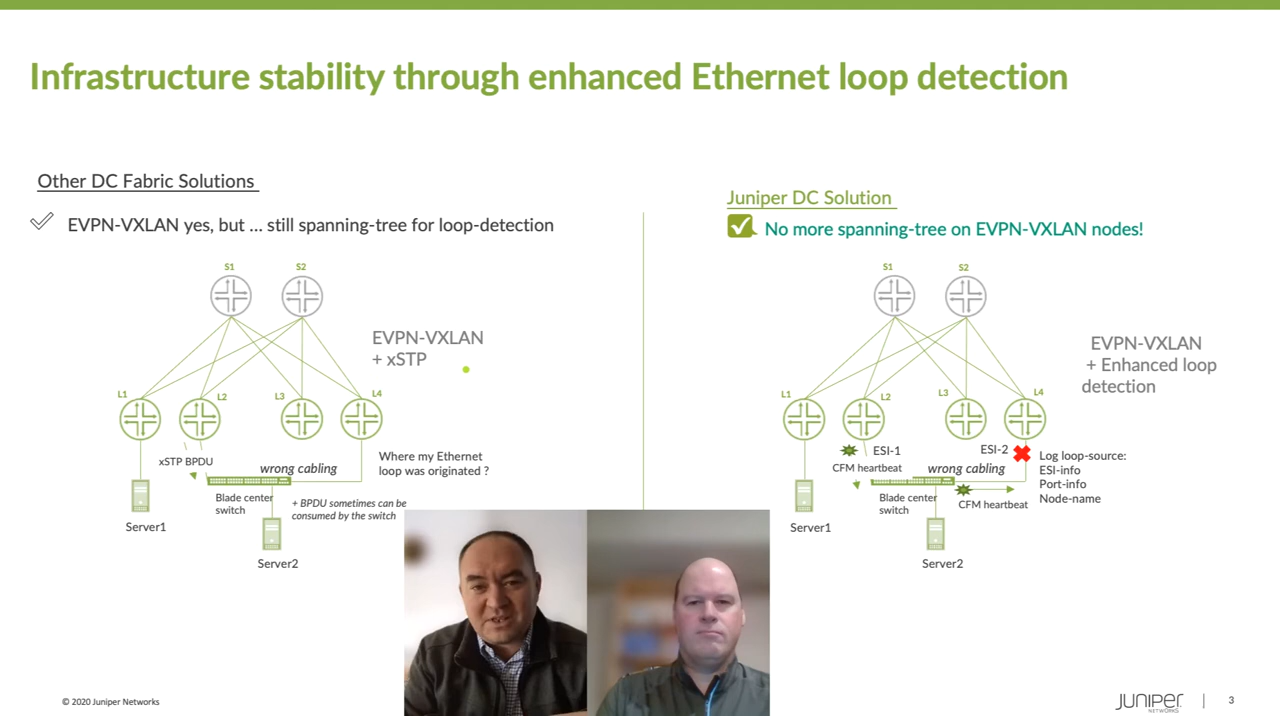 Infrastructure stability through enhanced Ethernet loop detection
Other DC Fabric Solutions
EVPN-VXLAN yes, but ... still spanning-tree for loop-detection
S1
S2
EVPN-VXLAN
+ xSTP
L1
L2
L3
L4
xSTP BPDU
wrong cabling
Where my Ethernet
loop was originated ?
Blade center
switch
+ BPDU sometimes can be
consumed by the switch
Server1
Server2
Juniper DC Solution
No more spanning-tree on EVPN-VXLAN nodes!
S1
S2
EVPN-VXLAN
+ Enhanced loop
detection
L1
L2
L3
L4
ESI-1
ESI-2
CFM heartbeat
wrong cabling
Log loop-source:
ESI-info
Port-info
Node-name
Blade center
switch
CFM heartbeat
Server1
Server2
© 2020 Juniper Networks
JUNIPER
NETWORKS
3